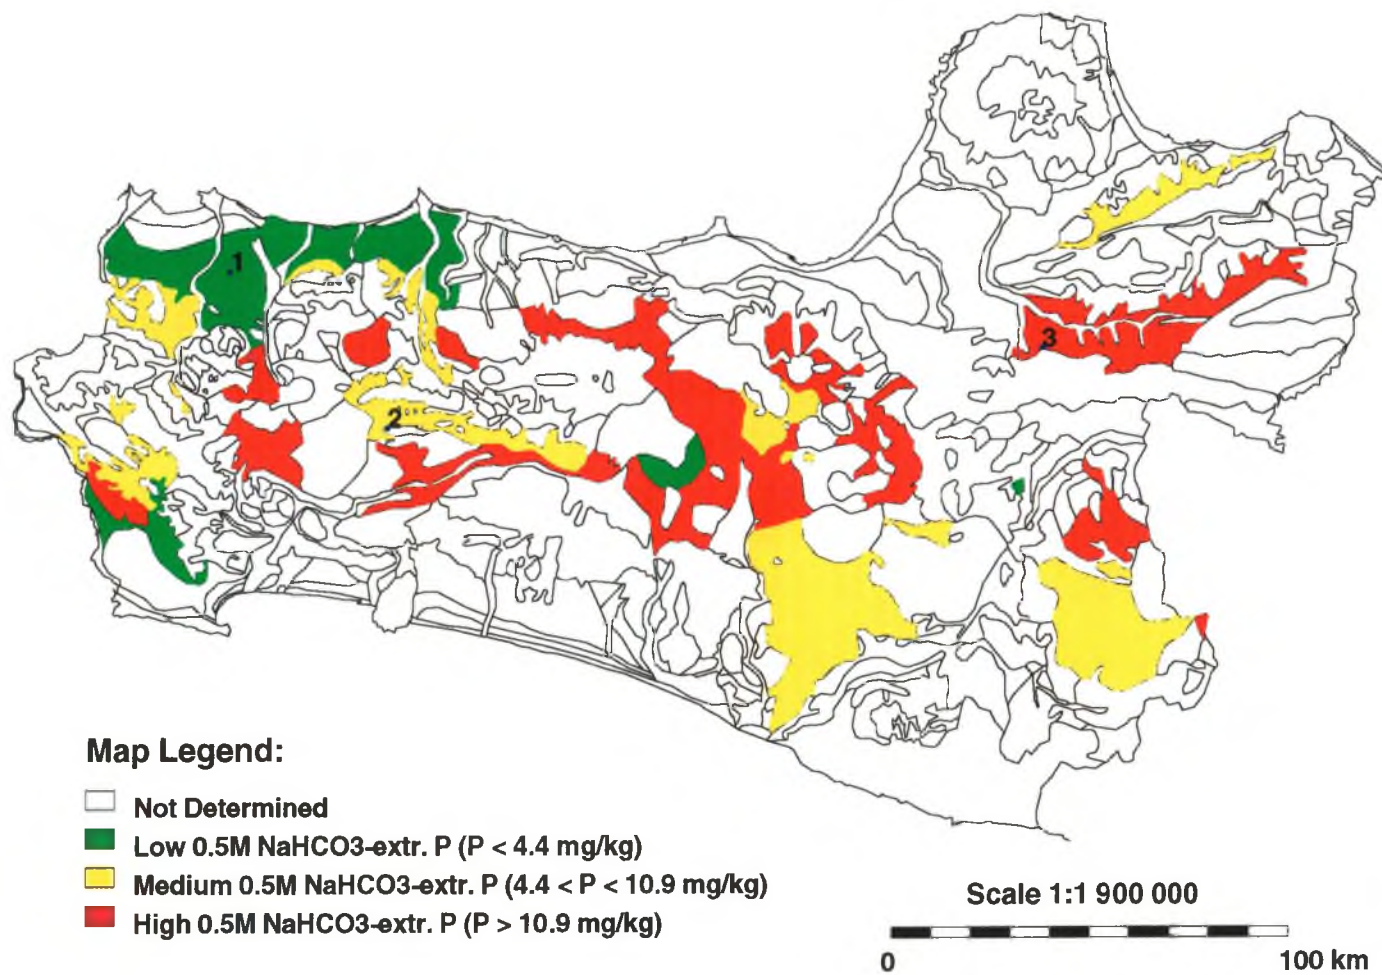 1
2
3
Map Legend:
Not Determined
Low 0.5M NaHCO3-extr. P (P < 4.4 mg/kg)
Medium 0.5M NaHCO3-extr. P (4.4 < P < 10.9 mg/kg)
High 0.5M NaHCO3-extr. P (P > 10.9 mg/kg)
Scale 1:1 900 000
0
100 km